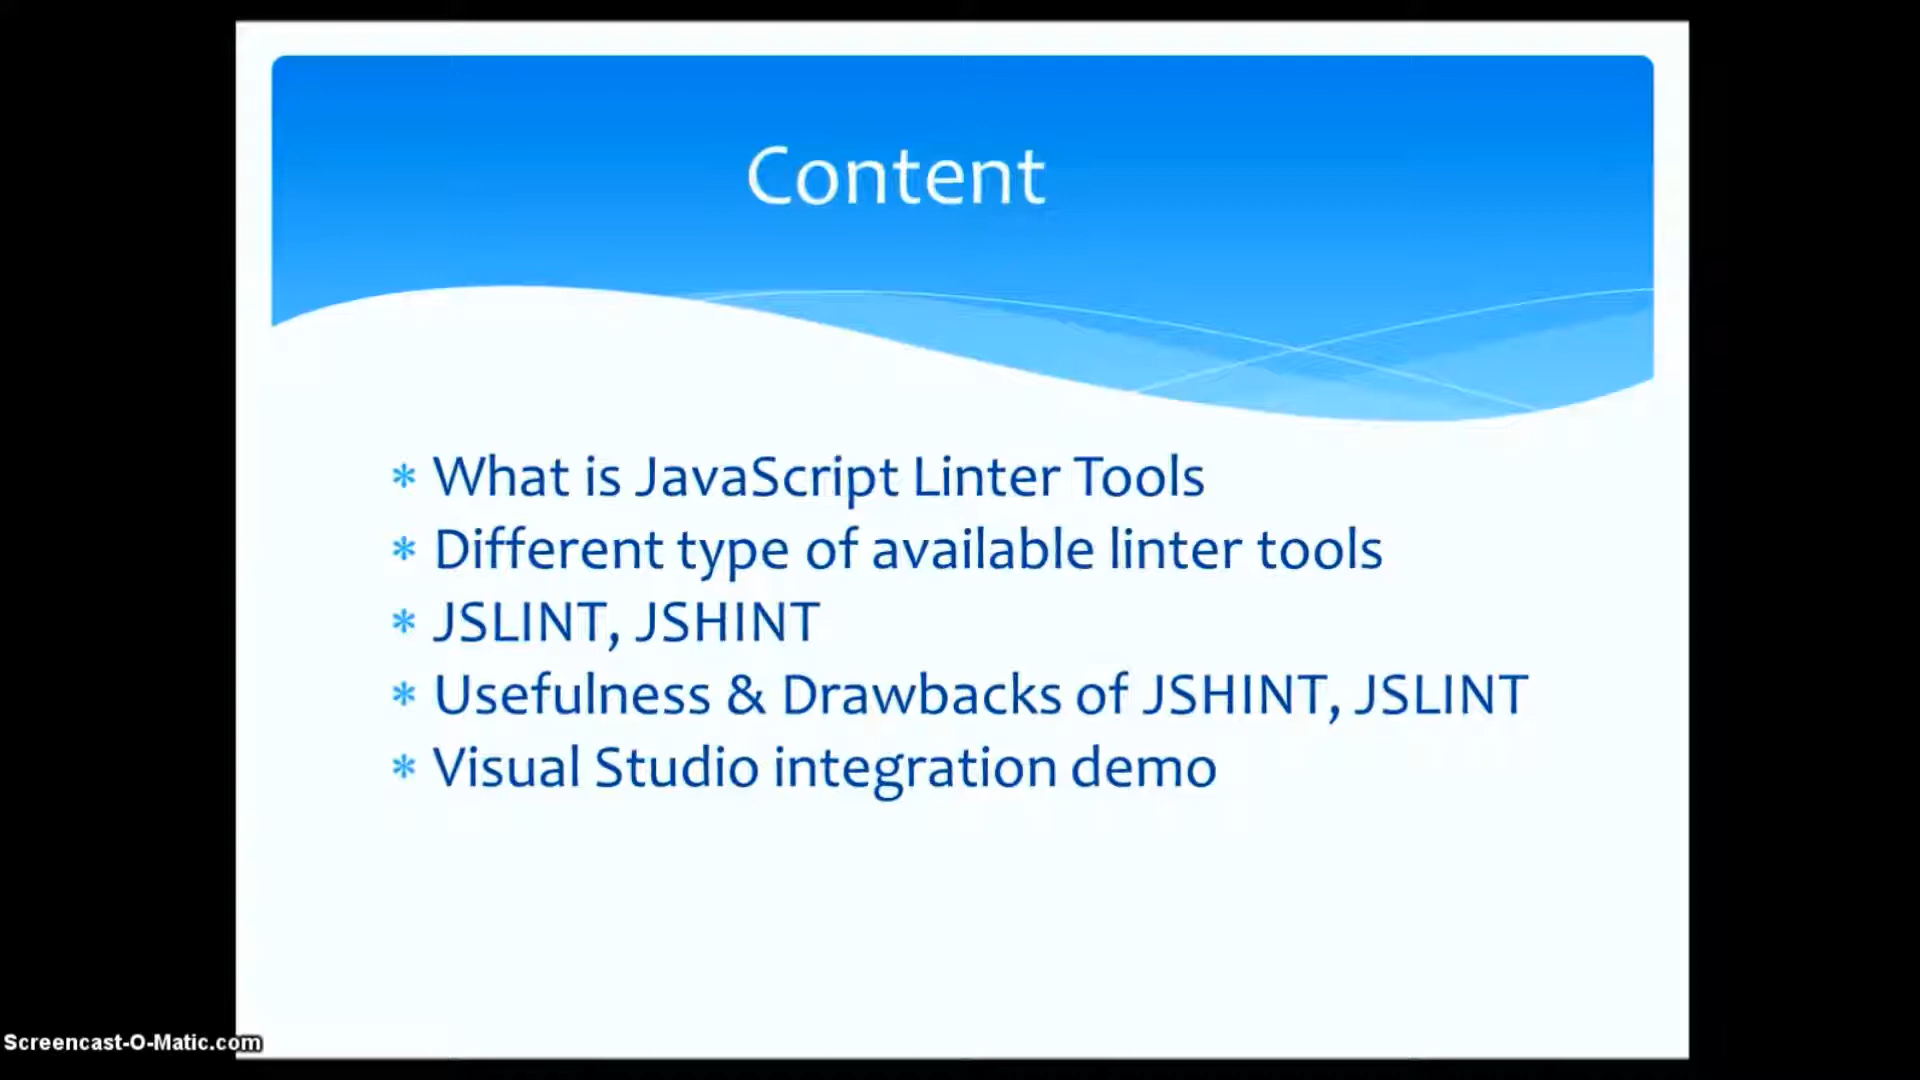 Content
* What is JavaScript Linter Tools
* Different type of available linter tools
* JSLINT, JSHINT
* Usefulness & Drawbacks of JSHINT, JSLINT
* Visual Studio integration demo
Screencast-O-Matic.com